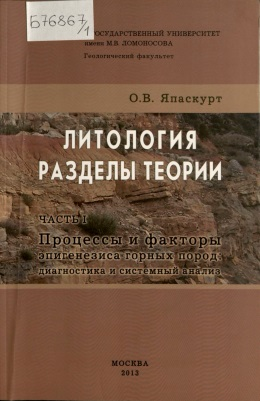 Б76867/1
ГОСУДАРСТВЕННЫЙ УНИВЕРСИТЕТ
имени М.В. ЛОМОНОСОВА
Геологический факультет
О.В. Япаскурт
ЛИТОЛОГИЯ
РАЗДЕЛЫ ТЕОРИИ
ЧАСТЬ I
Процессы и факторы
эпигенезиса горных пород:
диагностика и системный анализ
МОСКВА
2013